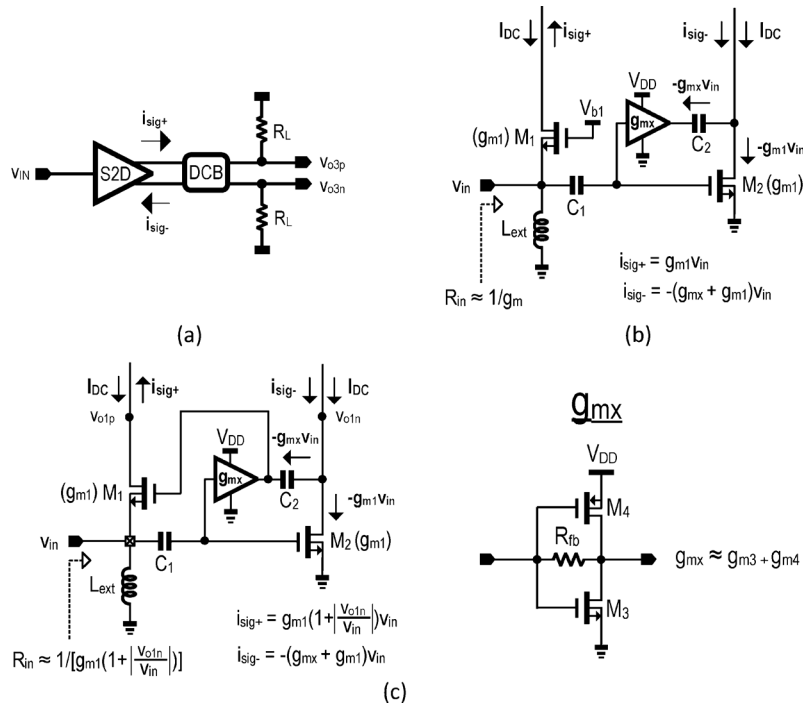 i_sig+
R_L
v_IN
S2D
DCB
v_o3p
v_o3n
i_sig-
R_L
(a)
I_DC
i_sig+
i_sig-
I_DC
V_DD
-g_mx v_in
V_b1
g_mx
(g_m1) M_1
C_2
-g_m1 v_in
v_in
C_1
M_2 (g_m1)
L_ext
i_sig+ = g_m1 v_in
R_in ≈ 1/g_m
i_sig- = -(g_mx + g_m1)v_in
(b)
I_DC
i_sig+
i_sig-
I_DC
v_o1p
v_o1n
V_DD
-g_mx v_in
g_mx
(g_m1) M_1
C_2
-g_m1 v_in
v_in
C_1
M_2 (g_m1)
L_ext
i_sig+ = g_m1(1+|v_o1n/v_in|)v_in
R_in ≈ 1/[g_m1(1+|v_o1n/v_in|)]
i_sig- = -(g_mx + g_m1)v_in
g_mx
V_DD
M_4
R_fb
g_mx ≈ g_m3 + g_m4
M_3
(c)